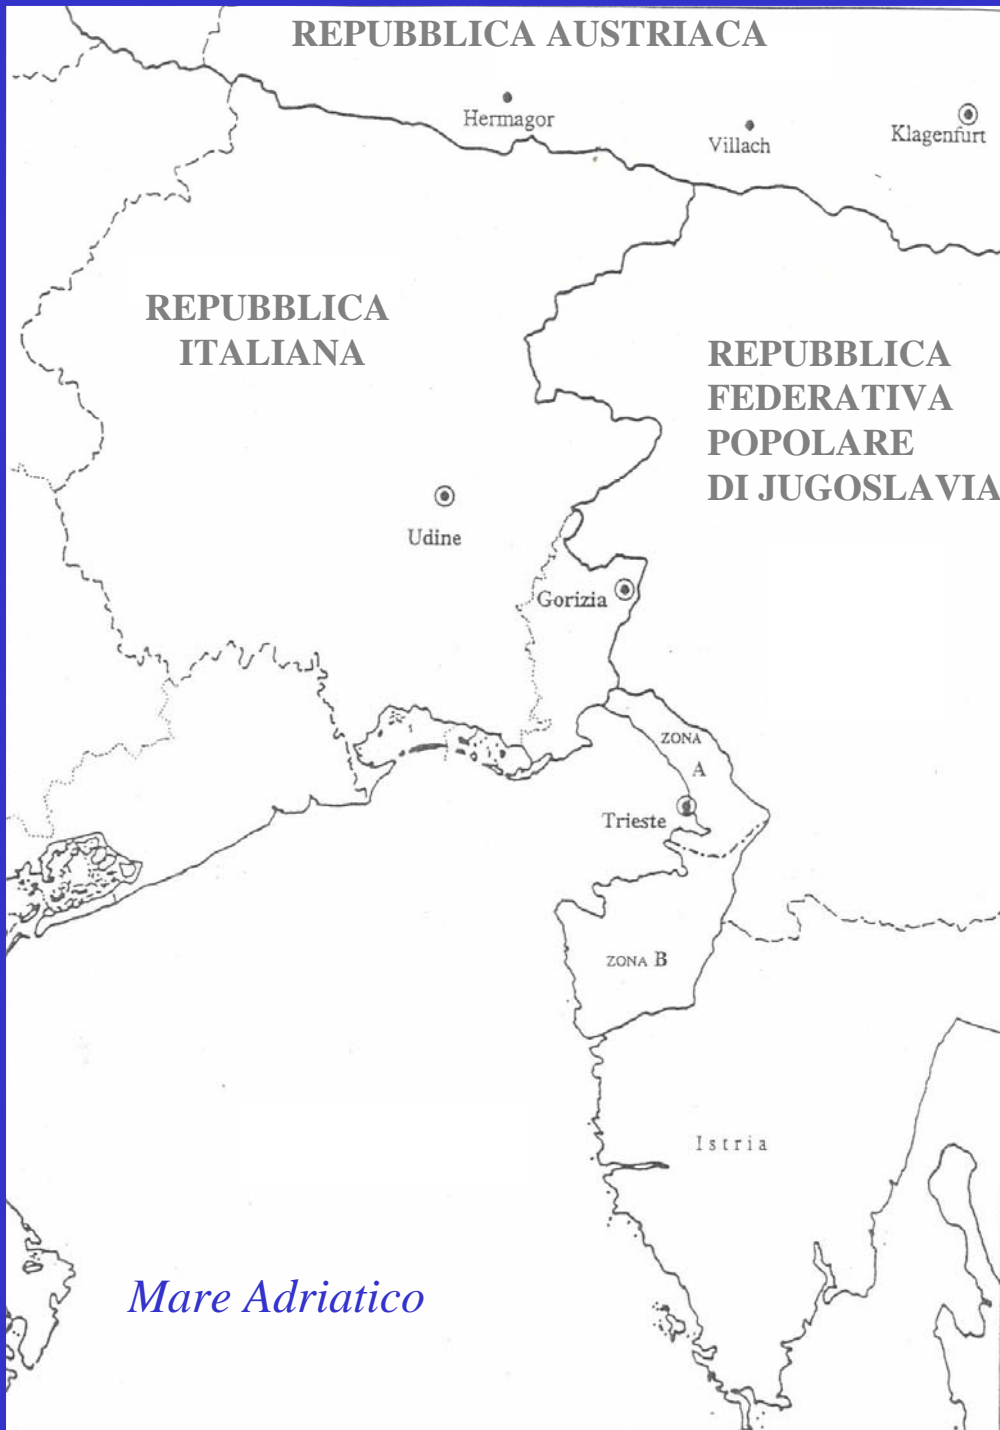 REPUBBLICA AUSTRIACA
Hermagor
Villach
Klagenfurt
REPUBBLICA
ITALIANA
REPUBBLICA
FEDERATIVA
POPOLARE
DI JUGOSLAVIA
Udine
Gorizia
ZONA
A
Trieste
ZONA B
Istria
Mare Adriatico